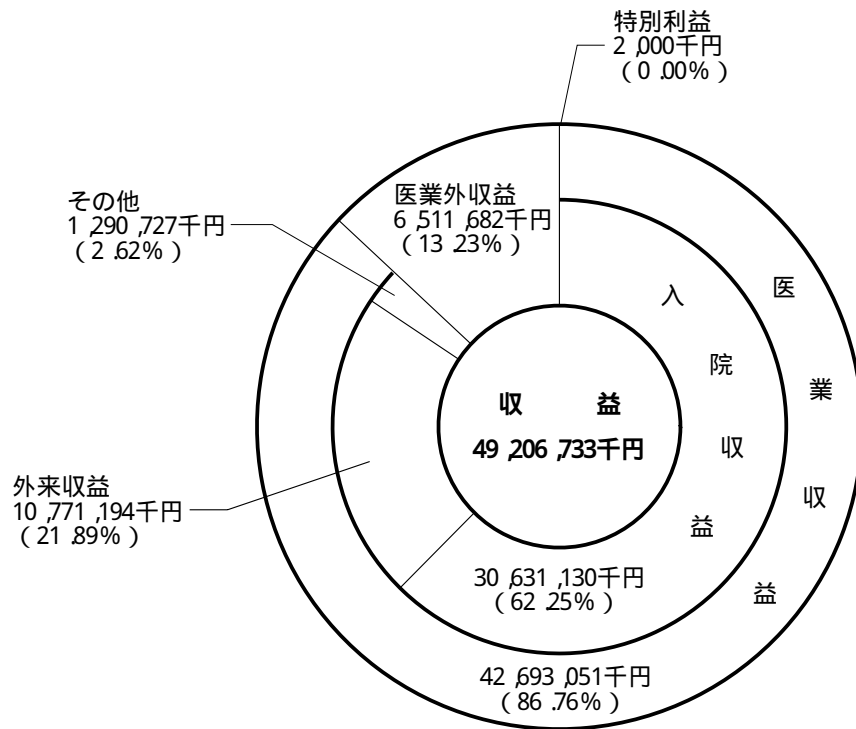 特別利益
2,000千円
(0.00%)
医業外収益
6,511,682千円
(13.23%)
その他
1,290,727千円
(2.62%)
入院収益
医業収益
収益
49,206,733千円
外来収益
10,771,194千円
(21.89%)
30,631,130千円
(62.25%)
42,693,051千円
(86.76%)